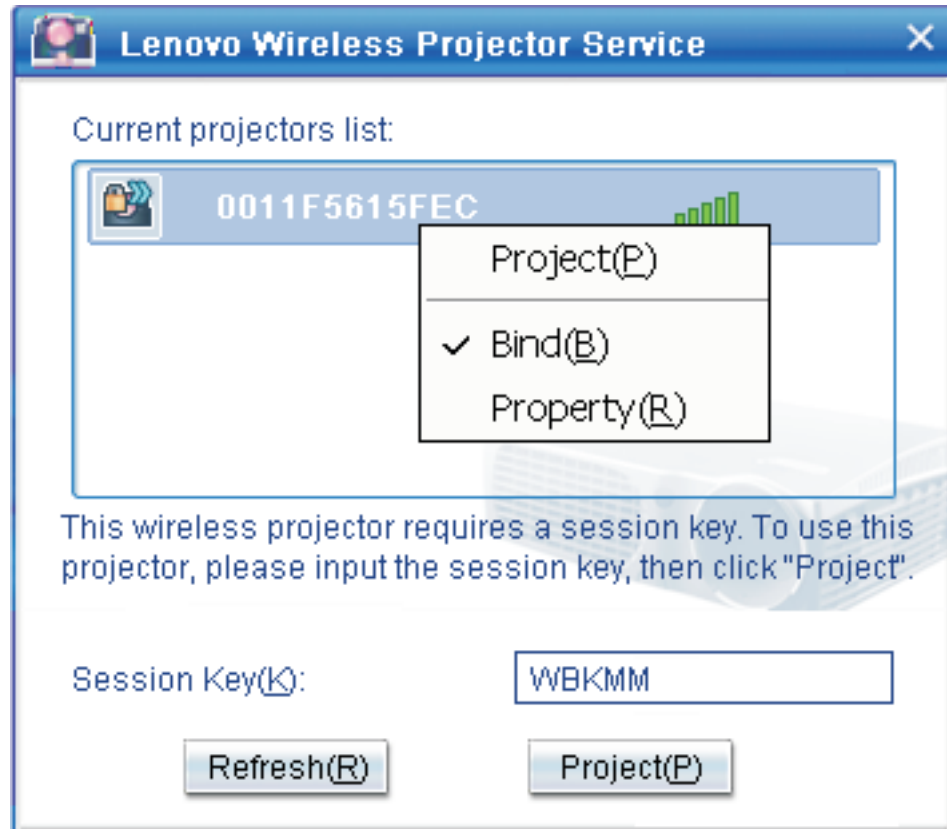 Lenovo Wireless Projector Service
Current projectors list:
0011F5615FEC
Project(P)
Bind(B)
Property(R)
This wireless projector requires a session key. To use this
projector, please input the session key, then click "Project".
Session Key(K):
WBKMM
Refresh(R)
Project(P)